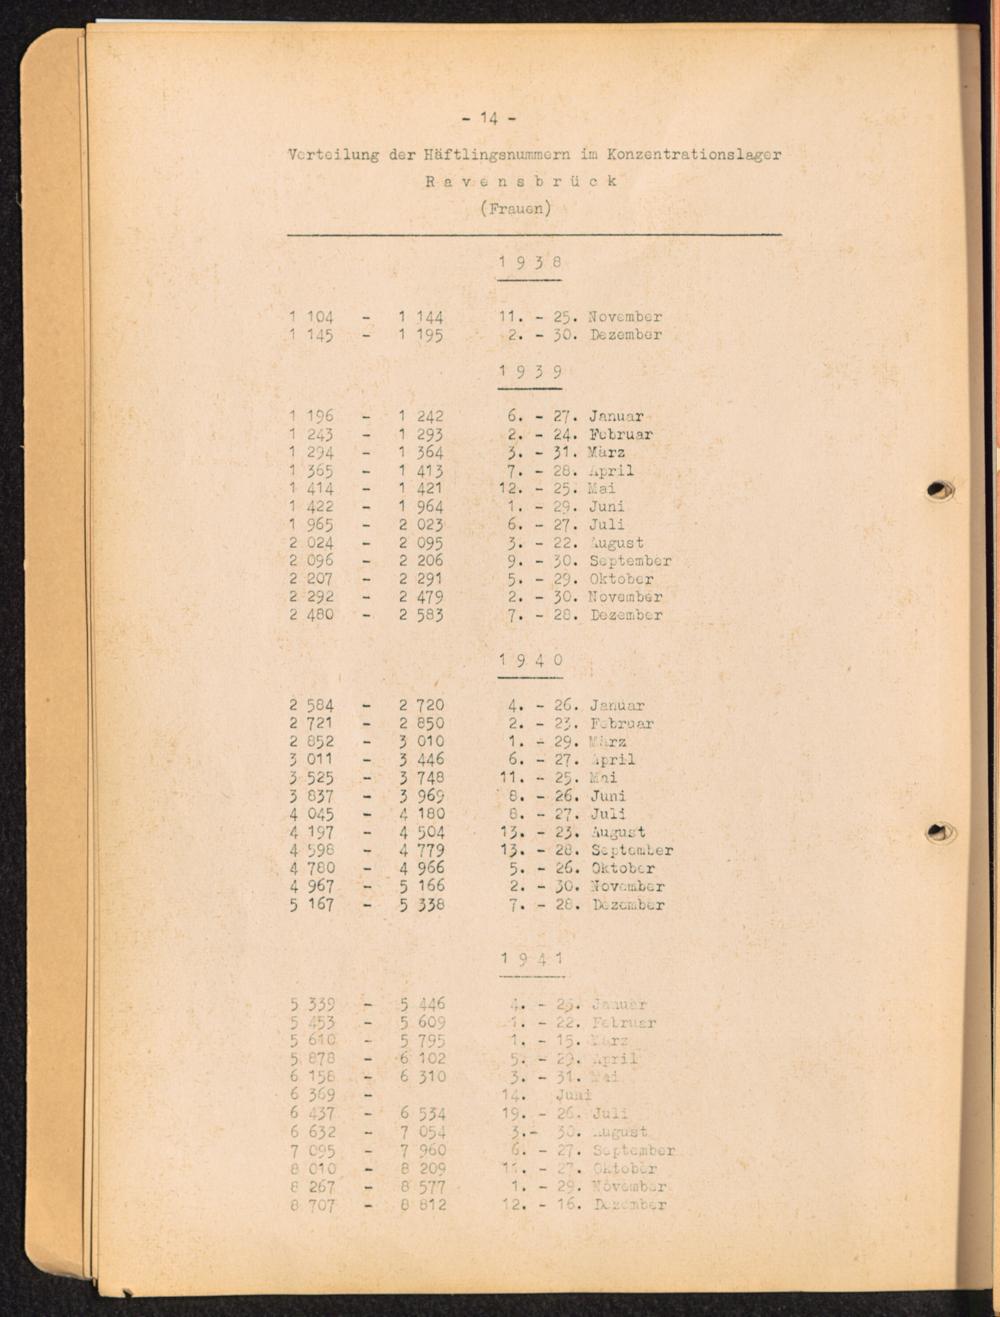 - 14 -
Verteilung der Häftlingsnummern im Konzentrationslager
R a v e n s b r ü c k
(Frauen)
1 9 3 8
1 104 - 1 144 11. - 25. November
1 145 - 1 195 2. - 30. Dezember
1 9 3 9
1 196 - 1 242 6. - 27. Januar
1 243 - 1 293 2. - 24. Februar
1 294 - 1 364 3. - 31. März
1 365 - 1 413 7. - 28. April
1 414 - 1 421 12. - 25. Mai
1 422 - 1 964 1. - 29. Juni
1 965 - 2 023 6. - 27. Juli
2 024 - 2 095 3. - 22. August
2 096 - 2 206 9. - 30. September
2 207 - 2 291 5. - 29. Oktober
2 292 - 2 479 2. - 30. November
2 480 - 2 583 7. - 28. Dezember
1 9 4 0
2 584 - 2 720 4. - 26. Januar
2 721 - 2 850 2. - 23. Februar
2 852 - 3 010 1. - 29. März
3 011 - 3 446 6. - 27. April
3 525 - 3 748 11. - 25. Mai
3 837 - 3 969 8. - 26. Juni
4 045 - 4 180 8. - 27. Juli
4 197 - 4 504 13. - 23. August
4 598 - 4 779 13. - 28. September
4 780 - 4 966 5. - 26. Oktober
4 967 - 5 166 2. - 30. November
5 167 - 5 338 7. - 28. Dezember
1 9 4 1
5 339 - 5 446 4. - 25. Januar
5 453 - 5 609 1. - 22. Februar
5 610 - 5 795 1. - 15. März
5 878 - 6 102 5. - 29. April
6 158 - 6 310 3. - 31. Mai
6 369 - 14. Juni
6 437 - 6 534 19. - 26. Juli
6 632 - 7 054 3.- 30. August
7 095 - 7 960 6. - 27. September
8 010 - 8 209 11. - 27. Oktober
8 267 - 8 577 1. - 29. November
8 707 - 8 812 12. - 16. Dezember